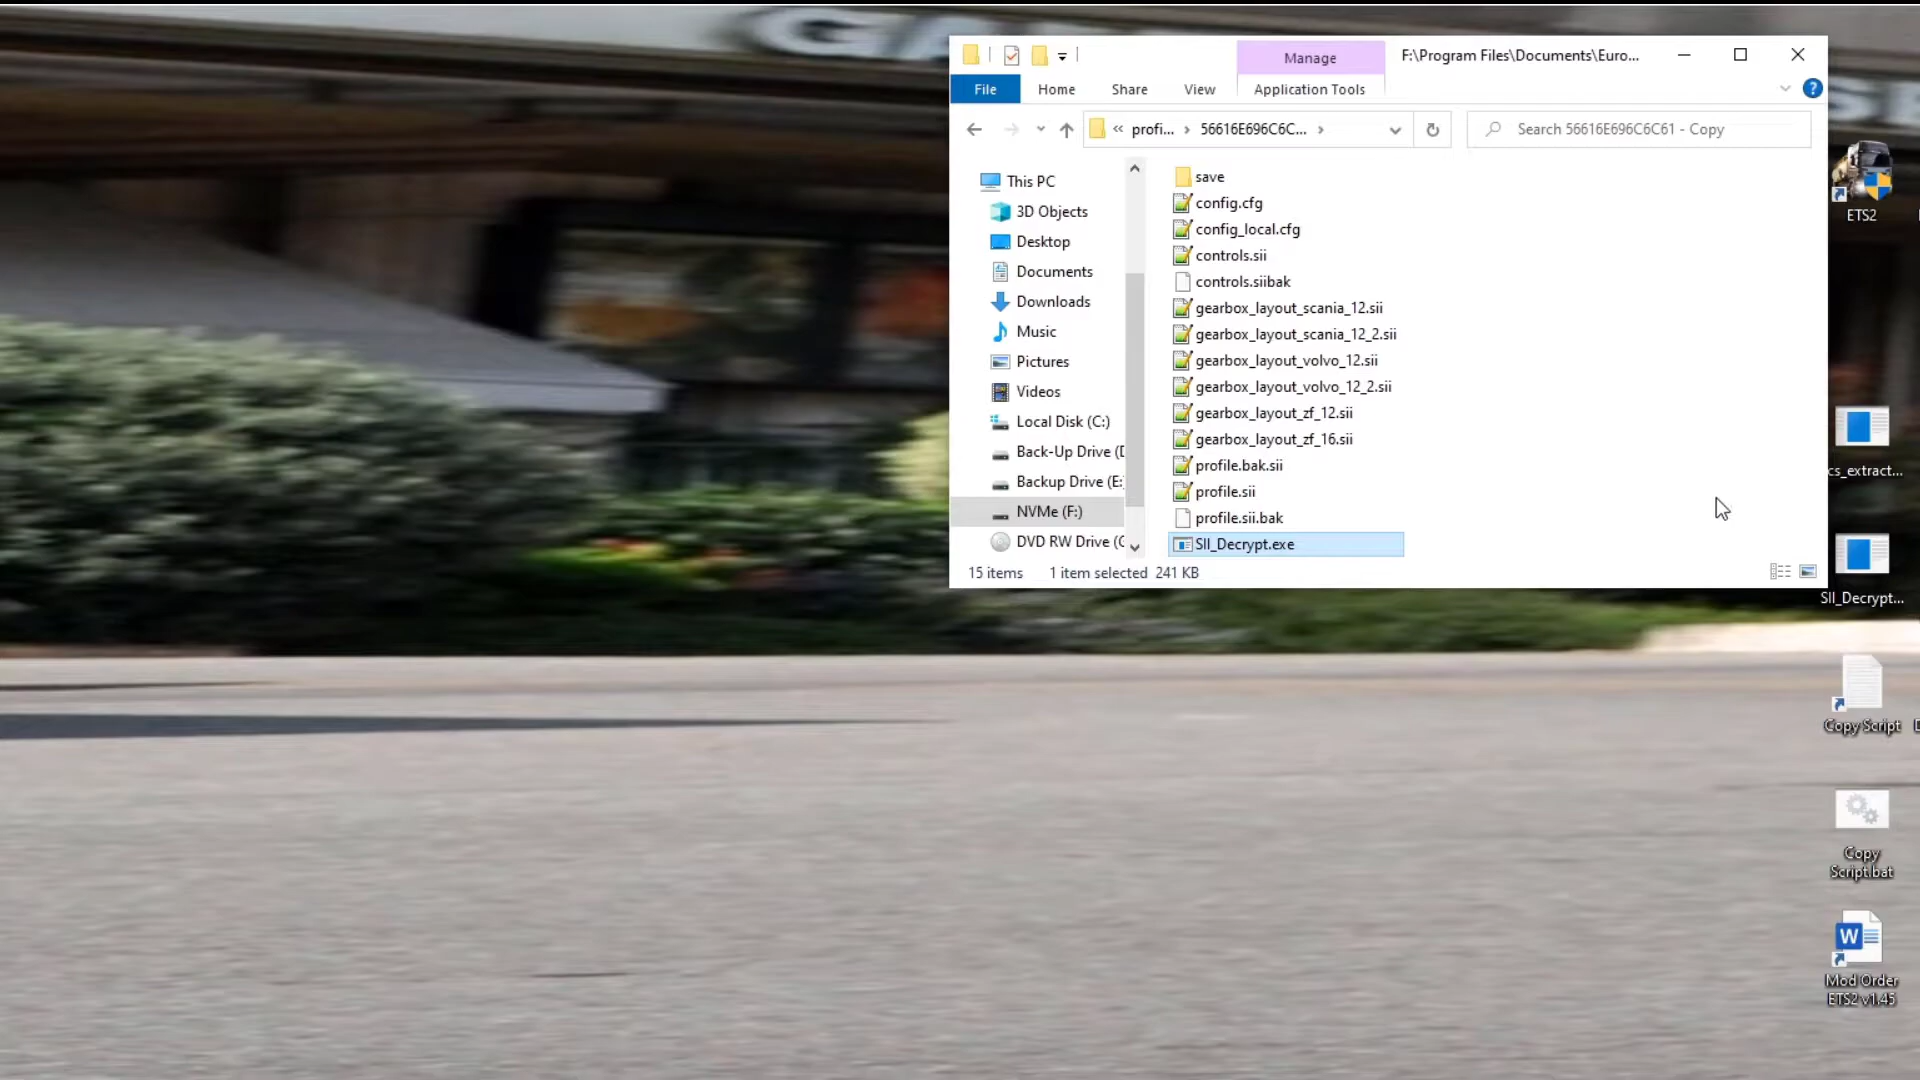 Manage
F:\Program Files\Documents\Euro...
File
Home
Share
View
Application Tools
« profi... › 56616E696C6C... ›
Search 56616E696C6C61 - Copy
This PC
3D Objects
Desktop
Documents
Downloads
Music
Pictures
Videos
Local Disk (C:)
Back-Up Drive (D
Backup Drive (E:
NVMe (F:)
DVD RW Drive (G
save
config.cfg
config_local.cfg
controls.sii
controls.siibak
gearbox_layout_scania_12.sii
gearbox_layout_scania_12_2.sii
gearbox_layout_volvo_12.sii
gearbox_layout_volvo_12_2.sii
gearbox_layout_zf_12.sii
gearbox_layout_zf_16.sii
profile.bak.sii
profile.sii
profile.sii.bak
SII_Decrypt.exe
15 items
1 item selected
241 KB
ETS2
cs_extract...
SII_Decrypt...
Copy Script
Copy
Script.bat
Mod Order
ETS2 v1.45